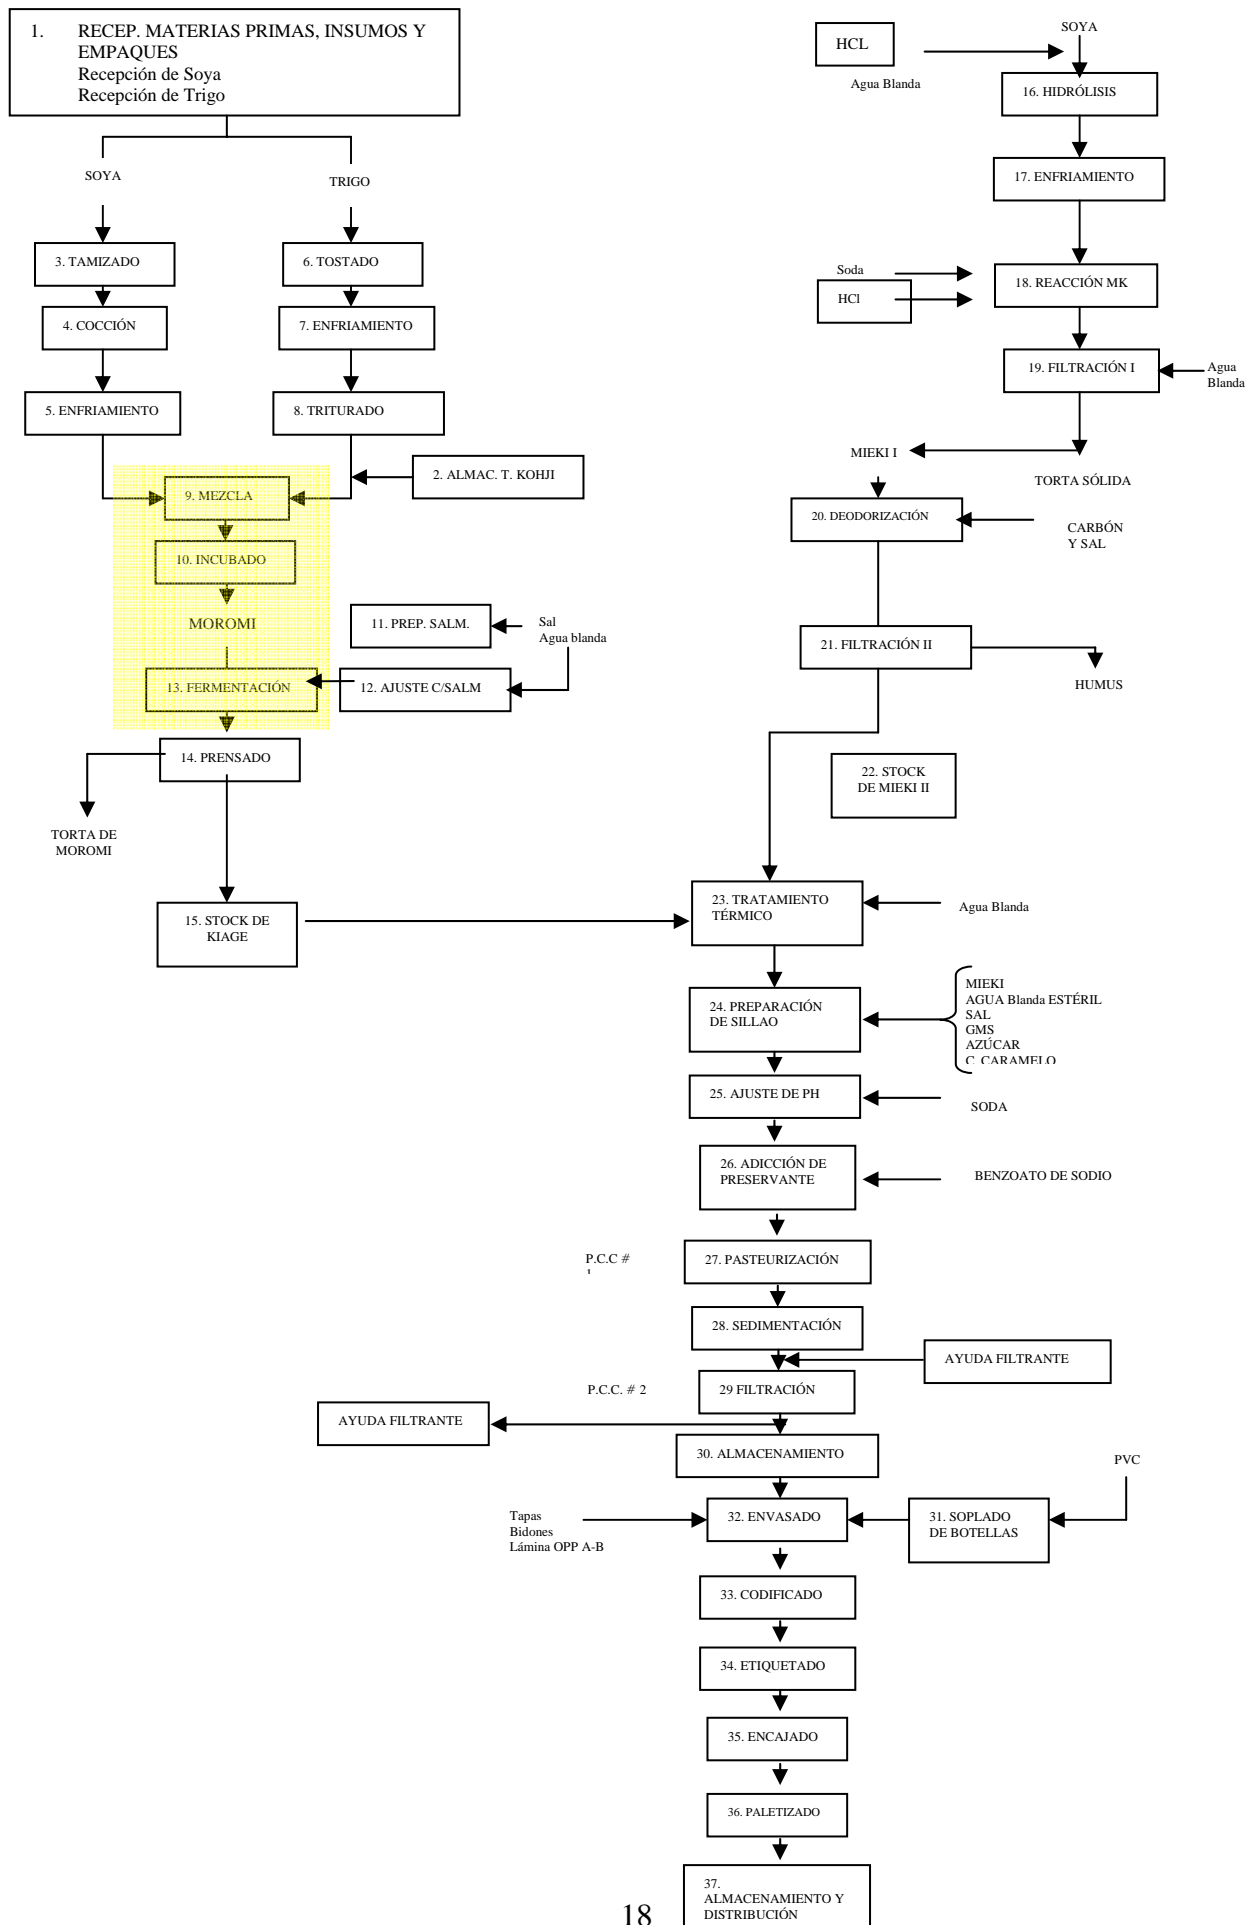 1. RECEP. MATERIAS PRIMAS, INSUMOS Y
EMPAQUES
Recepción de Soya
Recepción de Trigo
SOYA
TRIGO
3. TAMIZADO
6. TOSTADO
4. COCCIÓN
7. ENFRIAMIENTO
5. ENFRIAMIENTO
8. TRITURADO
2. ALMAC. T. KOHJI
9. MEZCLA
10. INCUBADO
MOROMI
11. PREP. SALM.
Sal
Agua blanda
13. FERMENTACIÓN
12. AJUSTE C/SALM
14. PRENSADO
TORTA DE
MOROMI
15. STOCK DE
KIAGE
HCL
SOYA
Agua Blanda
16. HIDRÓLISIS
17. ENFRIAMIENTO
Soda
HCl
18. REACCIÓN MK
19. FILTRACIÓN I
Agua
Blanda
MIEKI I
TORTA SÓLIDA
20. DEODORIZACIÓN
CARBÓN
Y SAL
21. FILTRACIÓN II
HUMUS
22. STOCK
DE MIEKI II
23. TRATAMIENTO
TÉRMICO
Agua Blanda
24. PREPARACIÓN
DE SILLAO
MIEKI
AGUA Blanda ESTÉRIL
SAL
GMS
AZÚCAR
C. CARAMELO
25. AJUSTE DE PH
SODA
26. ADICCIÓN DE
PRESERVANTE
BENZOATO DE SODIO
P.C.C #
1
27. PASTEURIZACIÓN
28. SEDIMENTACIÓN
AYUDA FILTRANTE
P.C.C. # 2
29 FILTRACIÓN
AYUDA FILTRANTE
30. ALMACENAMIENTO
PVC
Tapas
Bidones
Lámina OPP A-B
32. ENVASADO
31. SOPLADO
DE BOTELLAS
33. CODIFICADO
34. ETIQUETADO
35. ENCAJADO
36. PALETIZADO
37.
ALMACENAMIENTO Y
DISTRIBUCIÓN
18